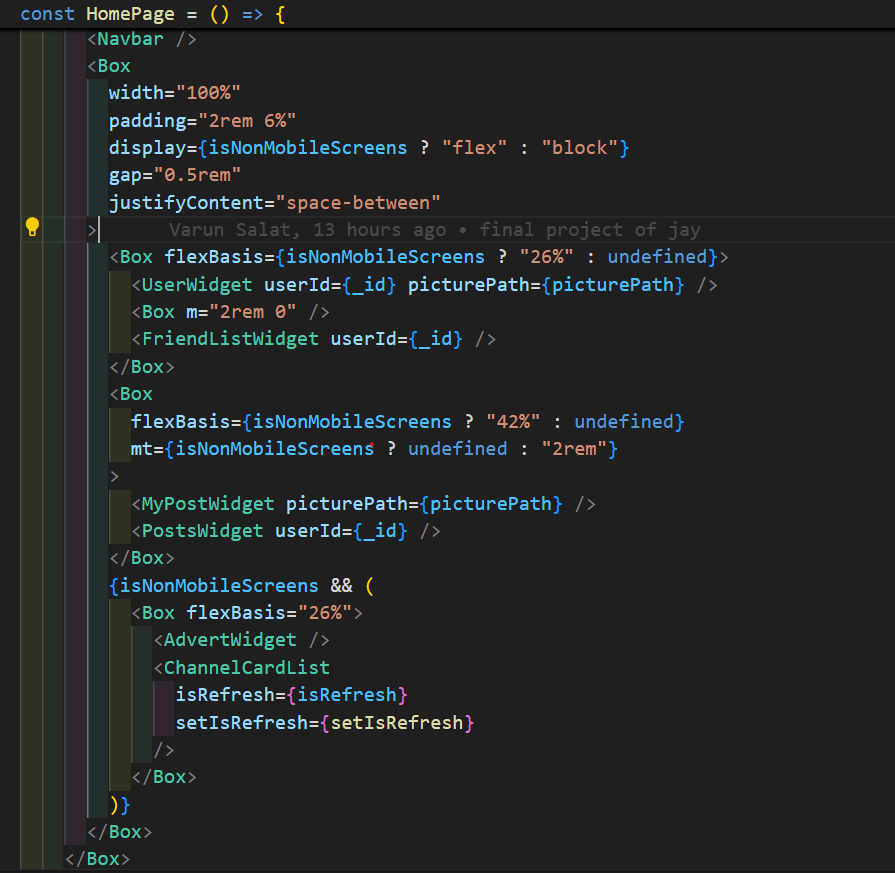 const HomePage = () => {
<Navbar />
<Box
width="100%"
padding="2rem 6%"
display={isNonMobileScreens ? "flex" : "block"}
gap="0.5rem"
justifyContent="space-between"
> Varun Salat, 13 hours ago • final project of jay
<Box flexBasis={isNonMobileScreens ? "26%" : undefined}>
<UserWidget userId={_id} picturePath={picturePath} />
<Box m="2rem 0" />
<FriendListWidget userId={_id} />
</Box>
<Box
flexBasis={isNonMobileScreens ? "42%" : undefined}
mt={isNonMobileScreens ? undefined : "2rem"}
>
<MyPostWidget picturePath={picturePath} />
<PostsWidget userId={_id} />
</Box>
{isNonMobileScreens && (
<Box flexBasis="26%">
<AdvertWidget />
<ChannelCardList
isRefresh={isRefresh}
setIsRefresh={setIsRefresh}
/>
</Box>
)}
</Box>
</Box>